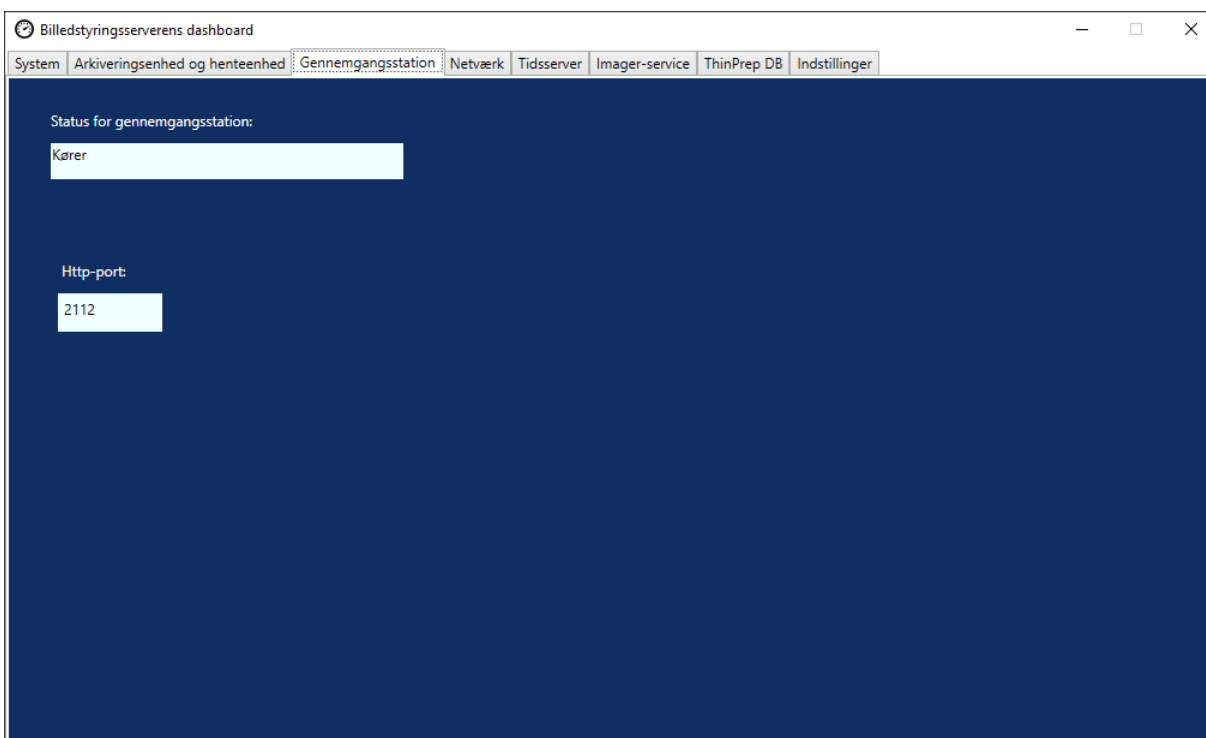 Billedstyringsserverens dashboard
System Arkiveringsenhed og henteenhed Gennemgangsstation Netværk Tidsserver Imager-service ThinPrep DB Indstillinger
Status for gennemgangsstation:
Kører
Http-port:
2112